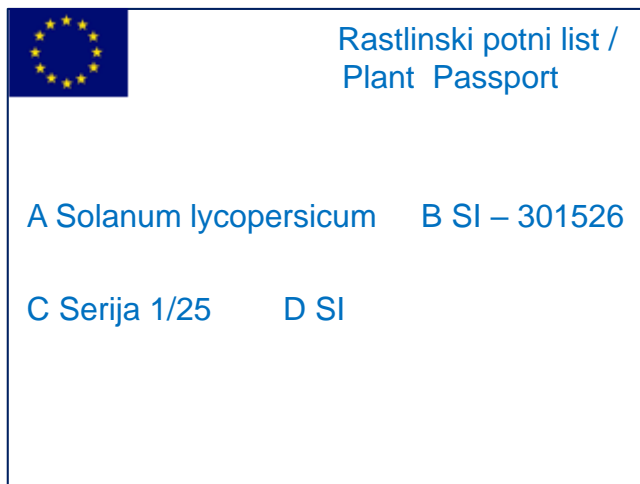 Rastlinski potni list /
Plant Passport
A Solanum lycopersicum B SI – 301526
C Serija 1/25 D SI